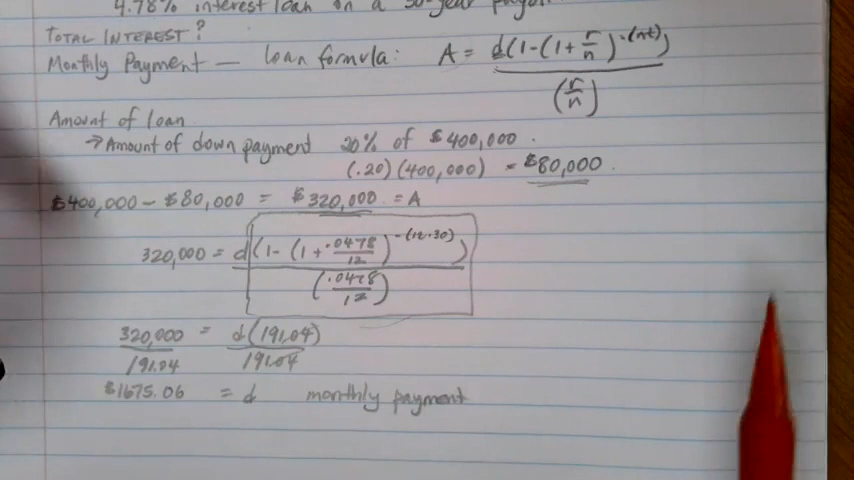 4.78% interest loan on a 30-year
TOTAL INTEREST?
Monthly Payment — loan formula: A = d(1-(1+r/n)^-(nt)) / (r/n)
Amount of loan
→Amount of down payment 20% of $400,000.
(.20)(400,000) = $80,000.
$400,000 - $80,000 = $320,000 = A
320,000 = d(1-(1+.0478/12)^-(12·30)) / (.0478/12)
320,000/191.04 = d(191.04)/191.04
$1675.06 = d monthly payment